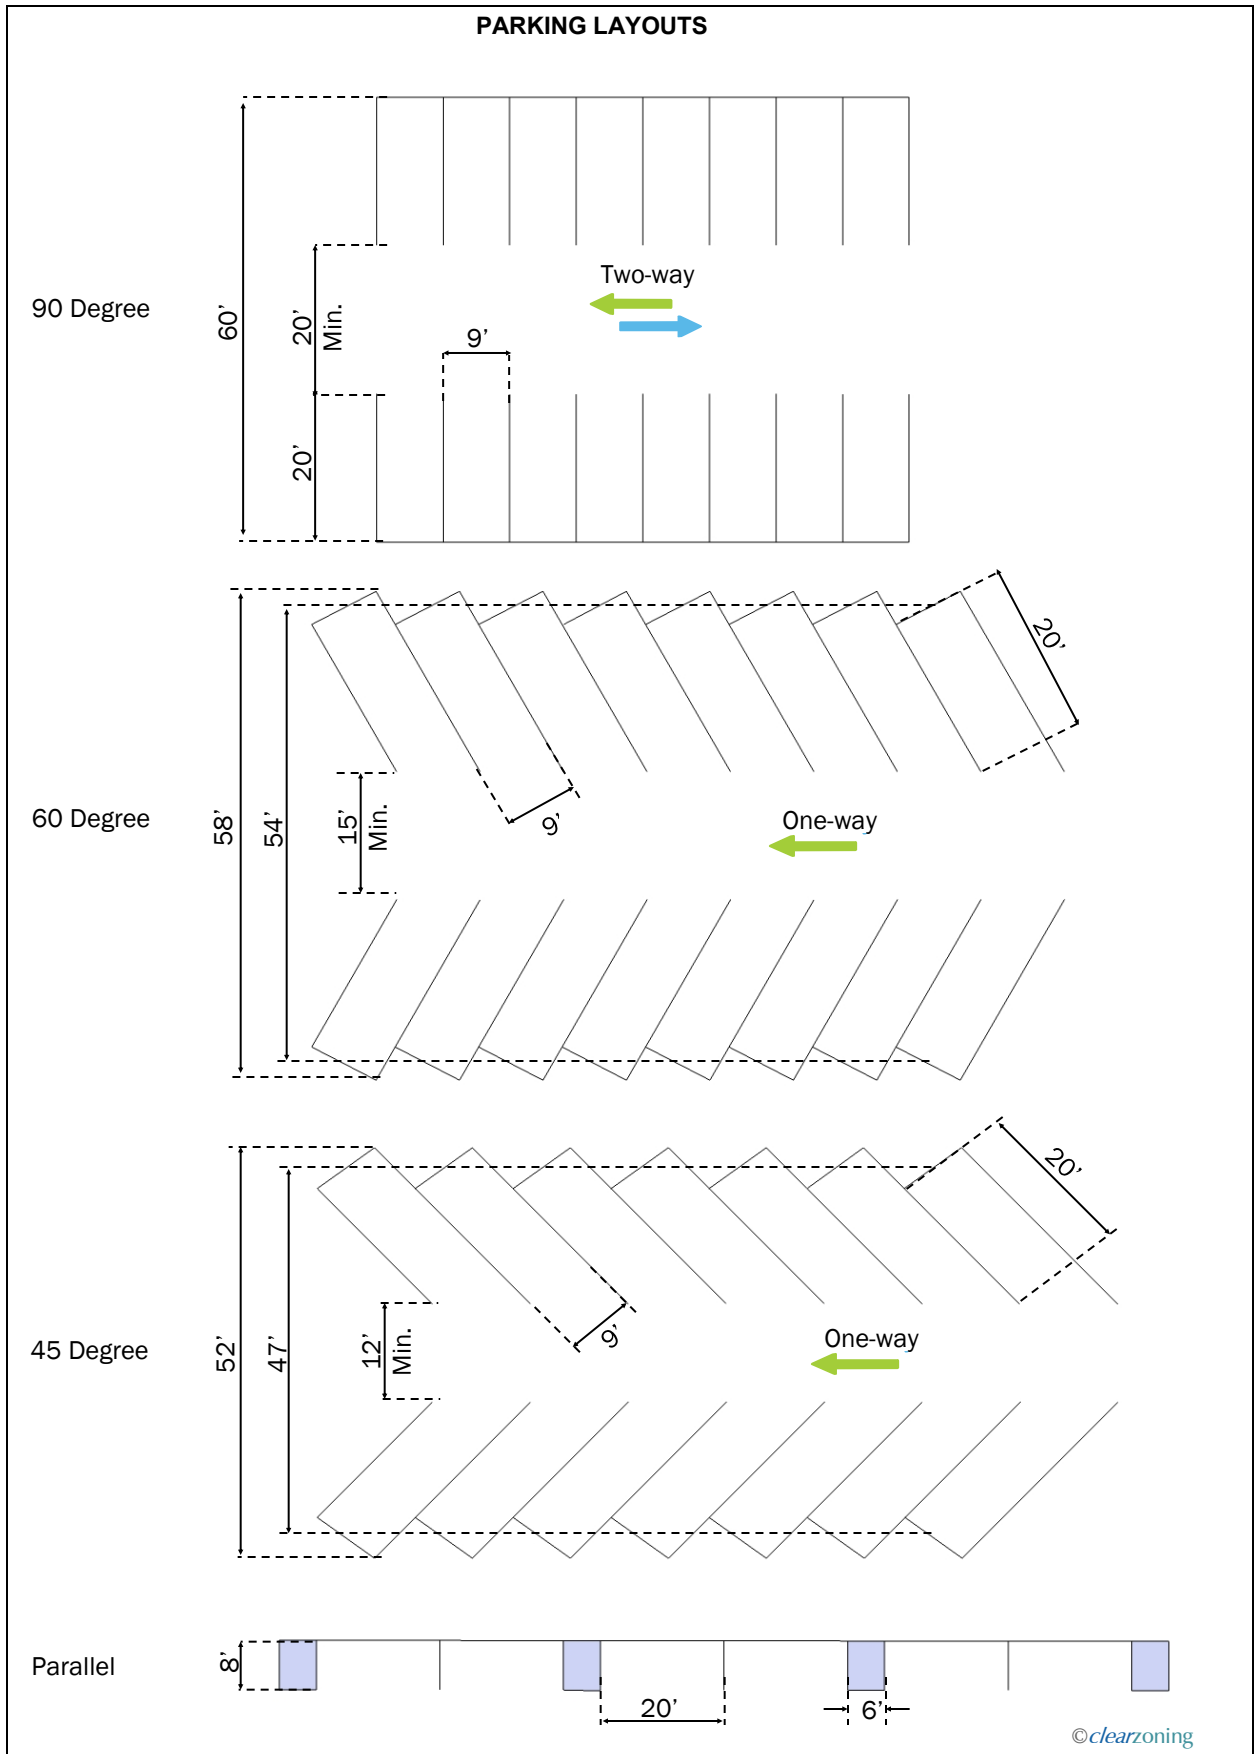 PARKING LAYOUTS
90 Degree
60'
20'
Min.
20'
9'
Two-way
60 Degree
58'
54'
15'
Min.
9'
One-way
20'
45 Degree
52'
47'
12'
Min.
9'
One-way
20'
Parallel
8'
20'
6'
©clearzoning